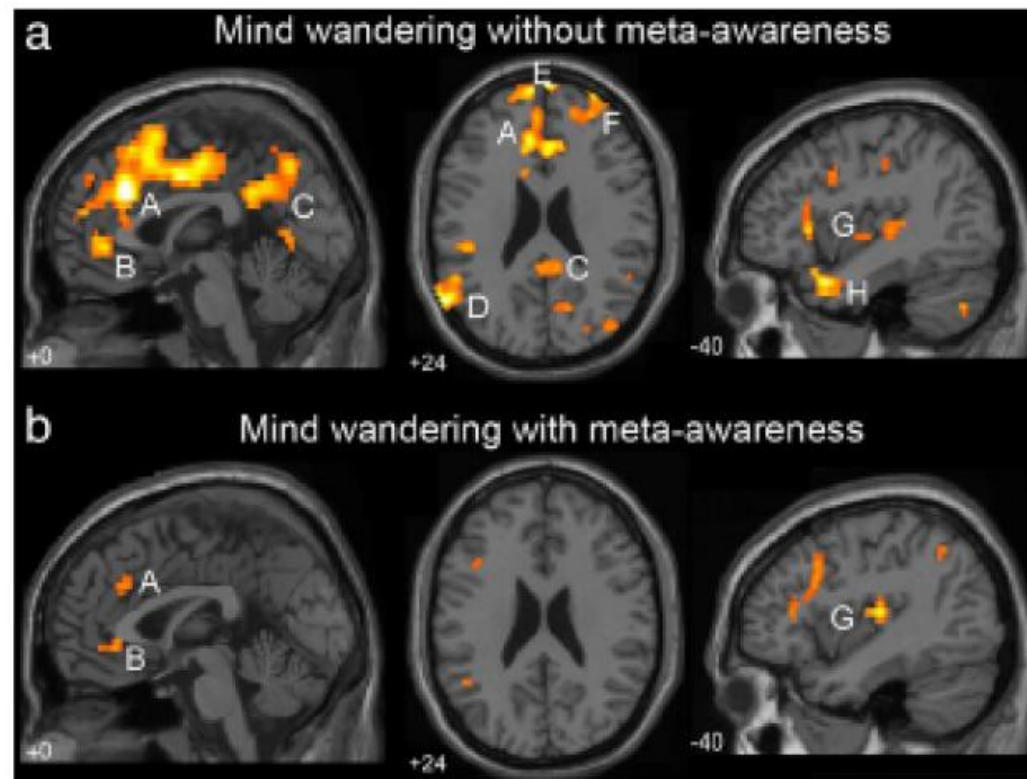 a Mind wandering without meta-awareness
E
F
A
A
C
G
B
C
D
H
+0
+24
-40
b Mind wandering with meta-awareness
A
B
G
+0
+24
-40